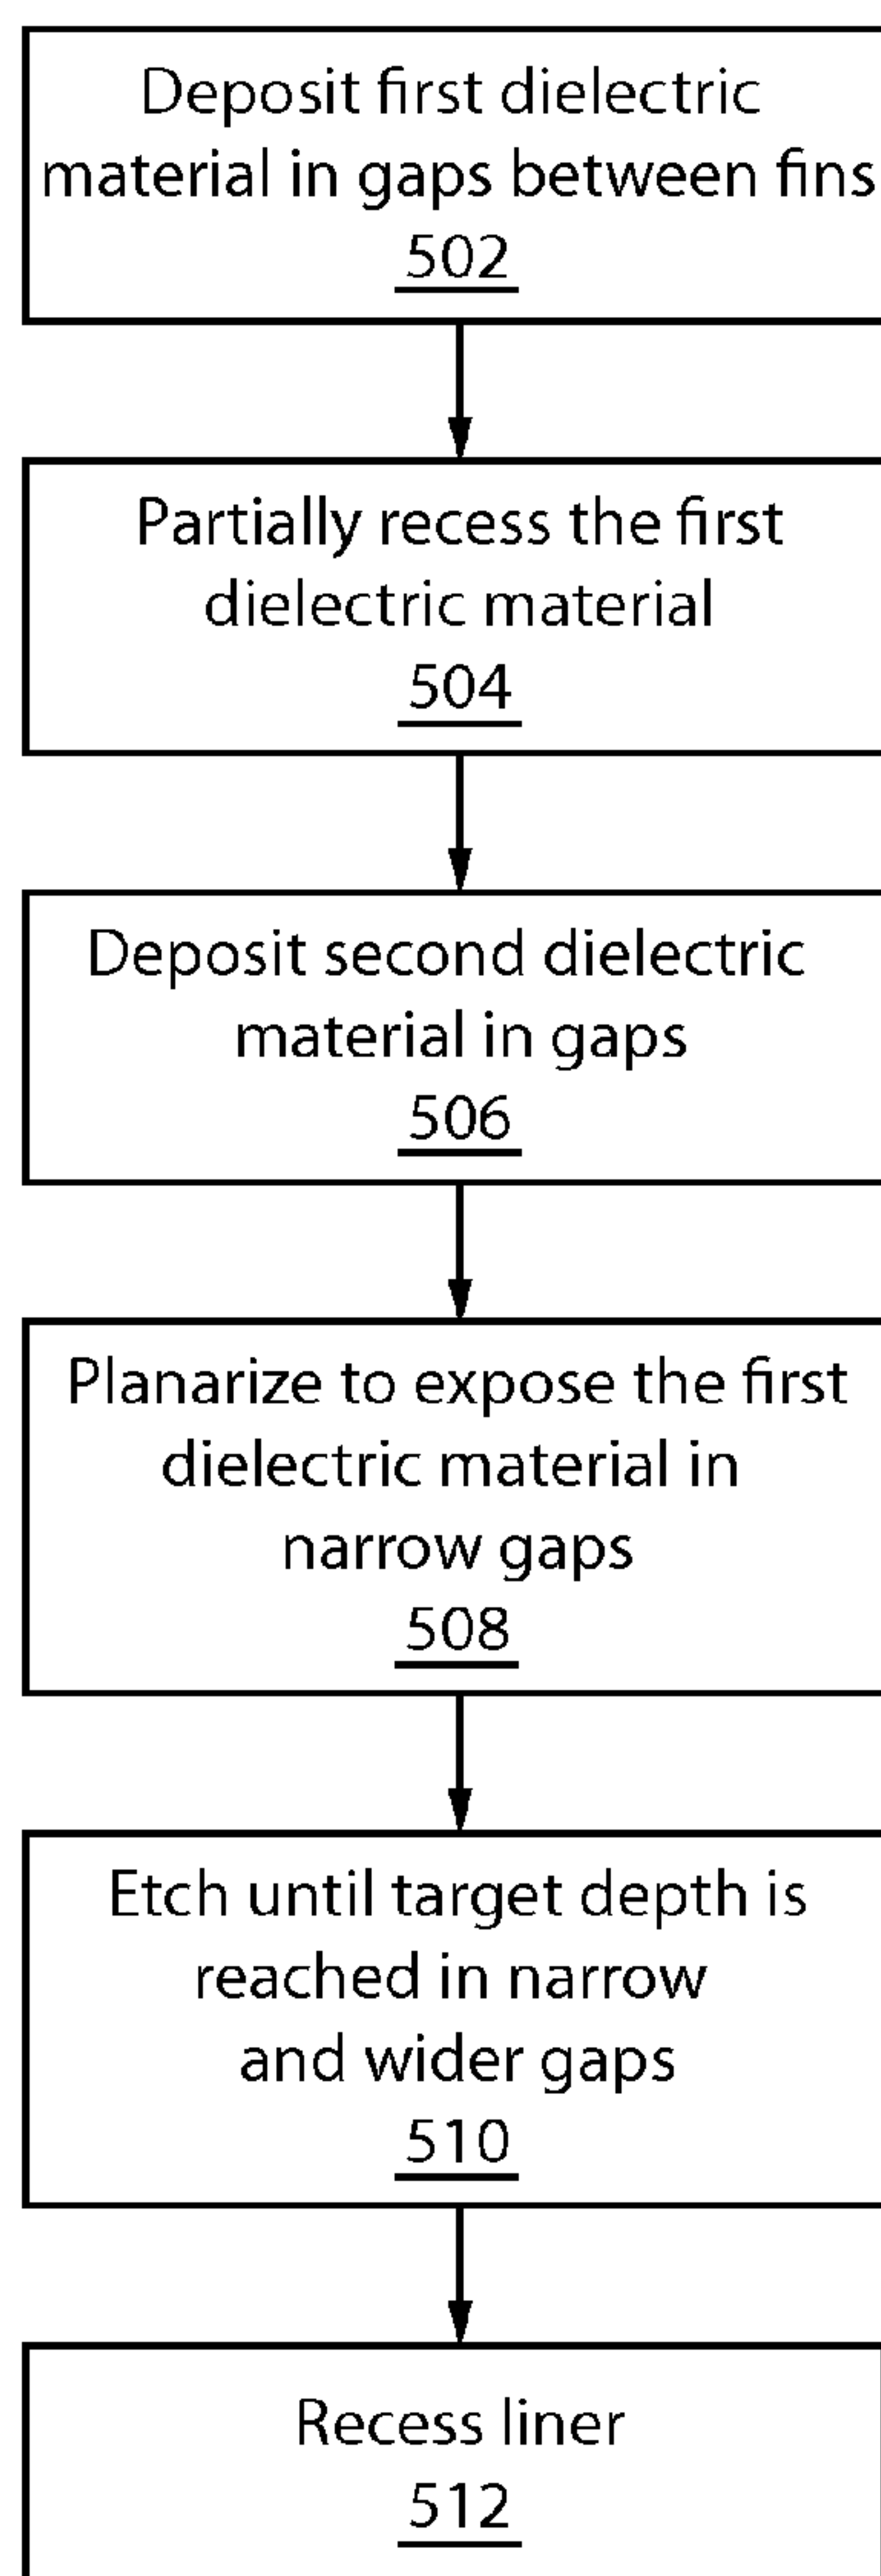 Deposit first dielectric
material in gaps between fins
502
Partially recess the first
dielectric material
504
Deposit second dielectric
material in gaps
506
Planarize to expose the first
dielectric material in
narrow gaps
508
Etch until target depth is
reached in narrow
and wider gaps
510
Recess liner
512